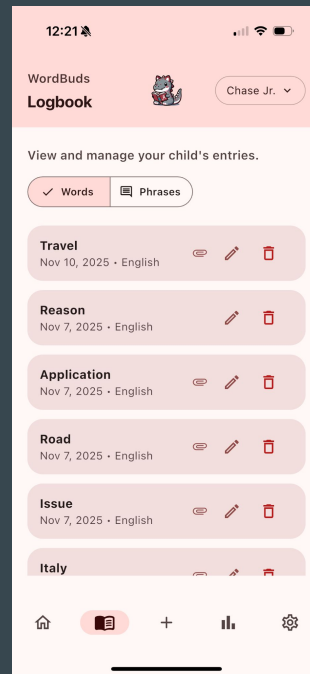 12:21
WordBuds
Logbook
Chase Jr.
View and manage your child's entries.
Words
Phrases
Travel
Nov 10, 2025 • English
Reason
Nov 7, 2025 • English
Application
Nov 7, 2025 • English
Road
Nov 7, 2025 • English
Issue
Nov 7, 2025 • English
Italy